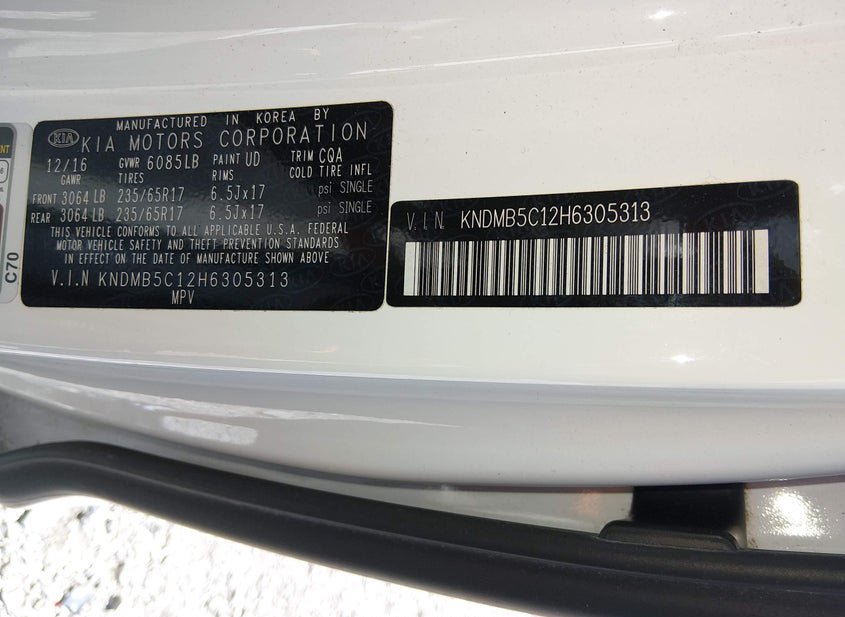 MANUFACTURED IN KOREA BY
KIA KIA MOTORS CORPORATION
12/16 GVWR 6085LB PAINT UD TRIM CQA
GAWR TIRES RIMS COLD TIRE INFL
FRONT 3064 LB 235/65R17 6.5Jx17 psi SINGLE
REAR 3064 LB 235/65R17 6.5Jx17 psi SINGLE
THIS VEHICLE CONFORMS TO ALL APPLICABLE U.S.A. FEDERAL
MOTOR VEHICLE SAFETY AND THEFT PREVENTION STANDARDS
IN EFFECT ON THE DATE OF MANUFACTURE SHOWN ABOVE
V.I.N KNDMB5C12H6305313
MPV
V.I.N. KNDMB5C12H6305313
C70